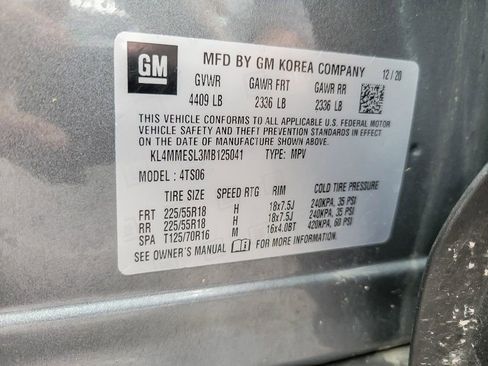 GM
MFD BY GM KOREA COMPANY 12/20
GVWR GAWR FRT GAWR RR
4409 LB 2336 LB 2336 LB
THIS VEHICLE CONFORMS TO ALL APPLICABLE U.S. FEDERAL MOTOR
VEHICLE SAFETY AND THEFT PREVENTION STANDARDS IN EFFECT
ON THE DATE OF MANUFACTURE SHOWN ABOVE.
KL4MMESL3MB125041 TYPE: MPV
MODEL: 4TS06
TIRE SIZE SPEED RTG RIM COLD TIRE PRESSURE
FRT 225/55R18 H 18x7.5J 240KPA, 35 PSI
RR 225/55R18 H 18x7.5J 240KPA, 35 PSI
SPA T125/70R16 M 16x4.0BT 420KPA, 60 PSI
SEE OWNER'S MANUAL FOR MORE INFORMATION.